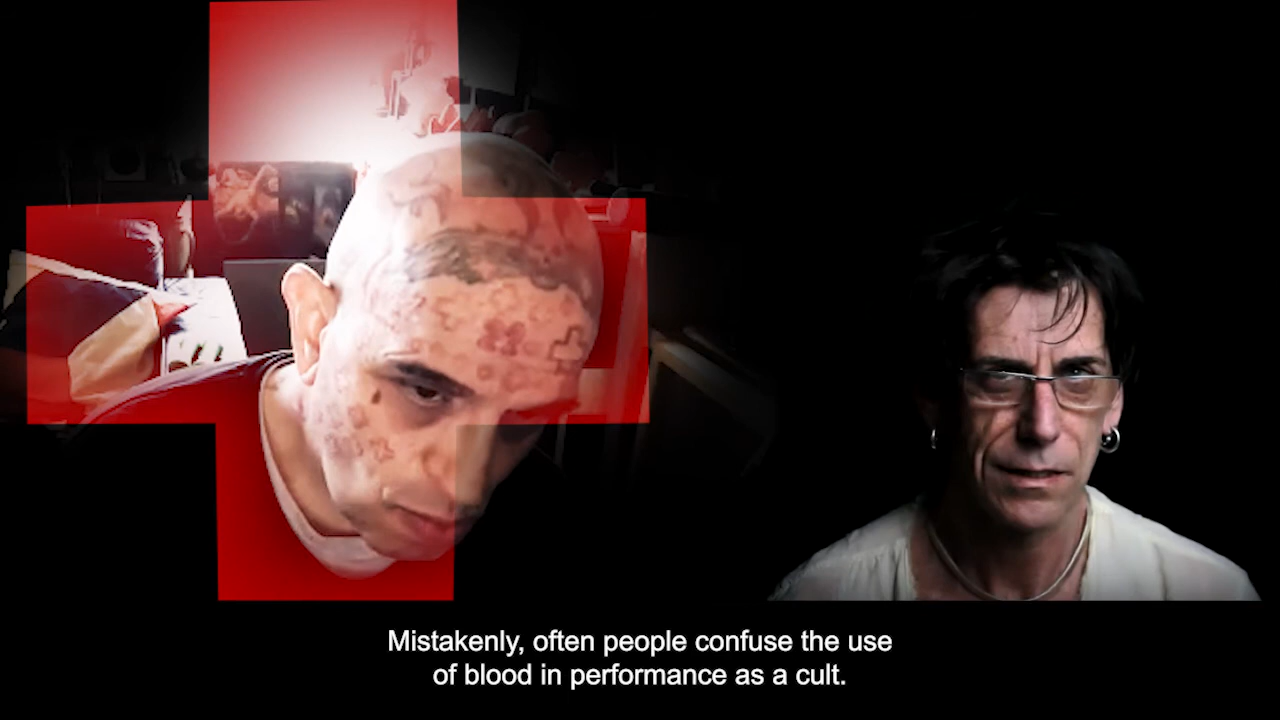 Mistakenly, often people confuse the use
of blood in performance as a cult.